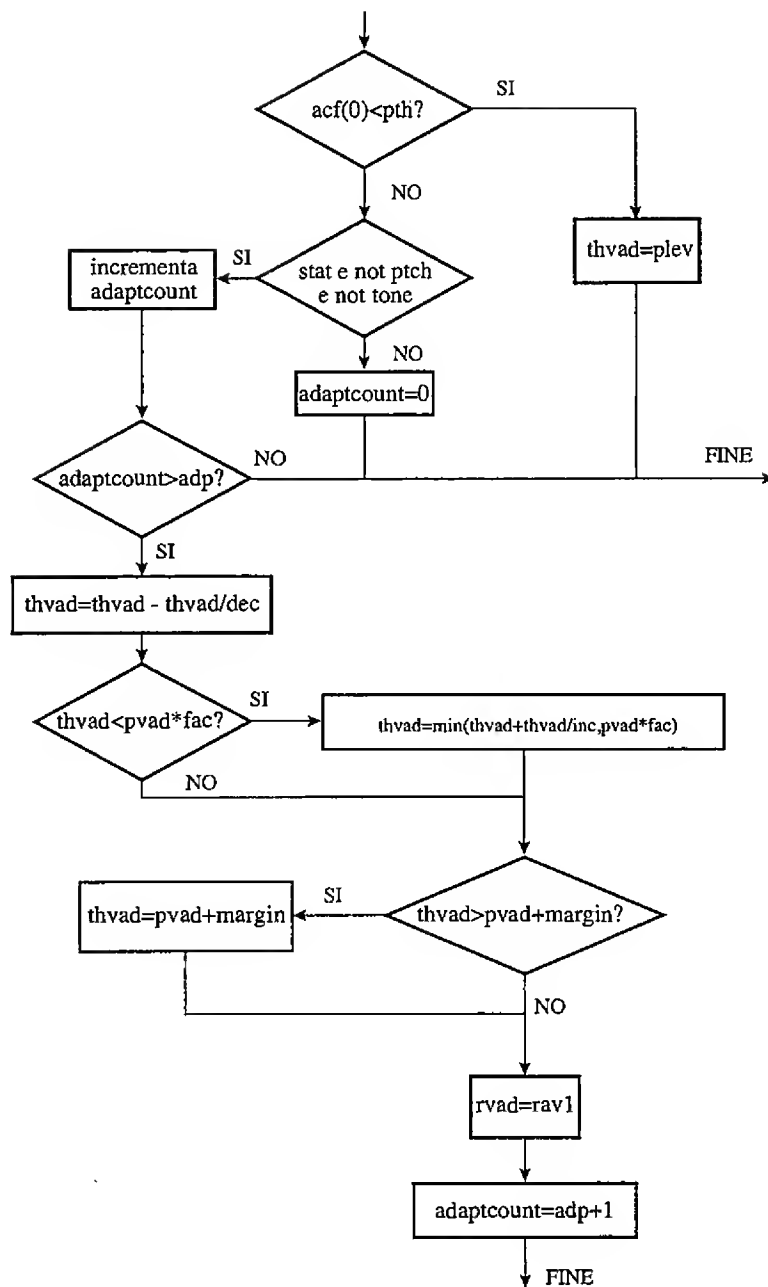 acf(0)<pth?
SI
NO
thvad=plev
incrementa
adaptcount
SI
stat e not ptch
e not tone
NO
adaptcount=0
adaptcount>adp?
NO
FINE
SI
thvad=thvad - thvad/dec
thvad<pvad*fac?
SI
thvad=min(thvad+thvad/inc,pvad*fac)
NO
thvad=pvad+margin
SI
thvad>pvad+margin?
NO
rvad=rav1
adaptcount=adp+1
FINE